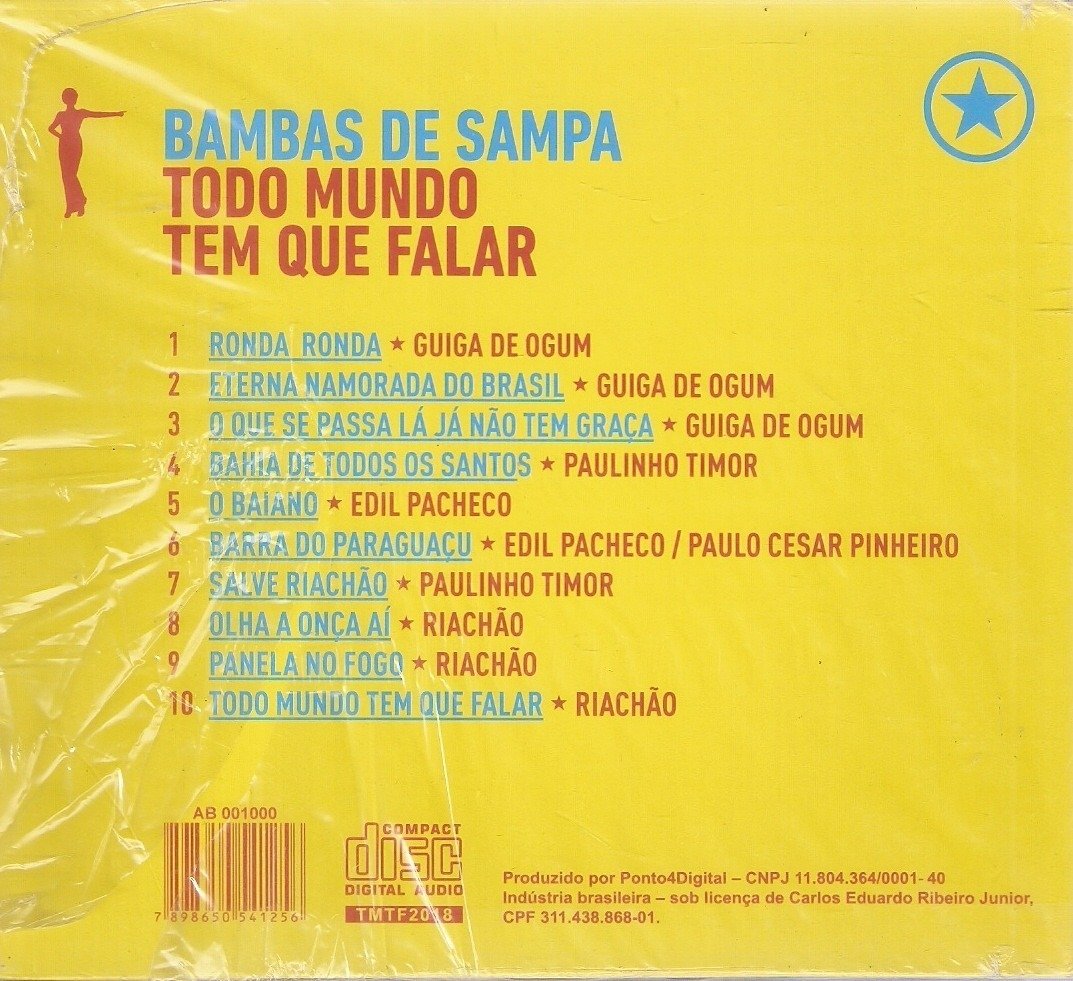 BAMBAS DE SAMPA
TODO MUNDO
TEM QUE FALAR
1 RONDA RONDA ★ GUIGA DE OGUM
2 ETERNA NAMORADA DO BRASIL ★ GUIGA DE OGUM
3 O QUE SE PASSA LÁ JÁ NÃO TEM GRAÇA ★ GUIGA DE OGUM
4 BAHIA DE TODOS OS SANTOS ★ PAULINHO TIMOR
5 O BAIANO ★ EDIL PACHECO
6 BARRA DO PARAGUAÇU ★ EDIL PACHECO / PAULO CESAR PINHEIRO
7 SALVE RIACHÃO ★ PAULINHO TIMOR
8 OLHA A ONÇA AÍ ★ RIACHÃO
9 PANELA NO FOGO ★ RIACHÃO
10 TODO MUNDO TEM QUE FALAR ★ RIACHÃO
AB 001000
7 898650 541256
COMPACT
disc
DIGITAL AUDIO
TMTF2018
Produzido por Ponto4Digital – CNPJ 11.804.364/0001- 40
Indústria brasileira – sob licença de Carlos Eduardo Ribeiro Junior,
CPF 311.438.868-01.